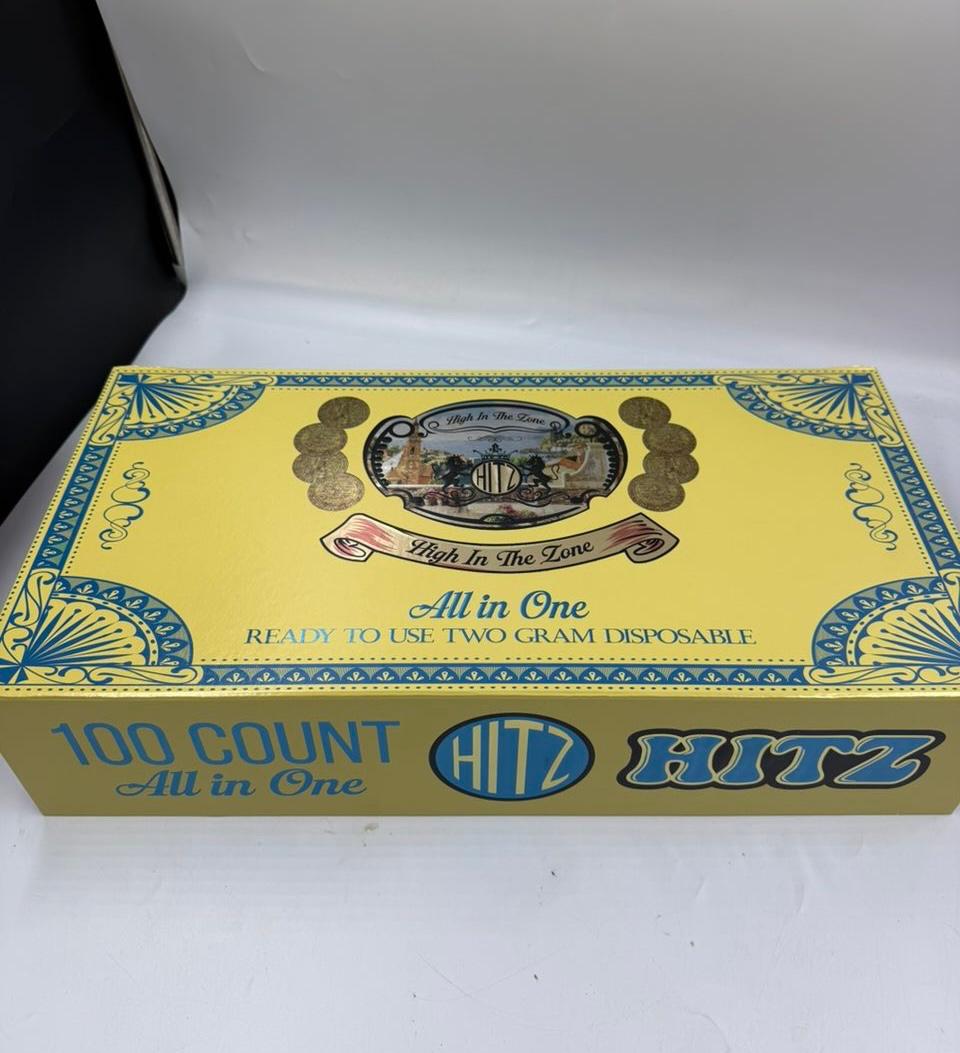 High In The Zone
HITZ
High In The Zone
All in One
READY TO USE TWO GRAM DISPOSABLE
100 COUNT
All in One
HITZ
HITZ